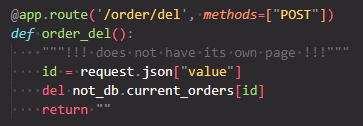 @app.route('/order/del', methods=["POST"])
def order_del():
    """!!! does not have its own page !!!"""
    id = request.json["value"]
    del not_db.current_orders[id]
    return ""